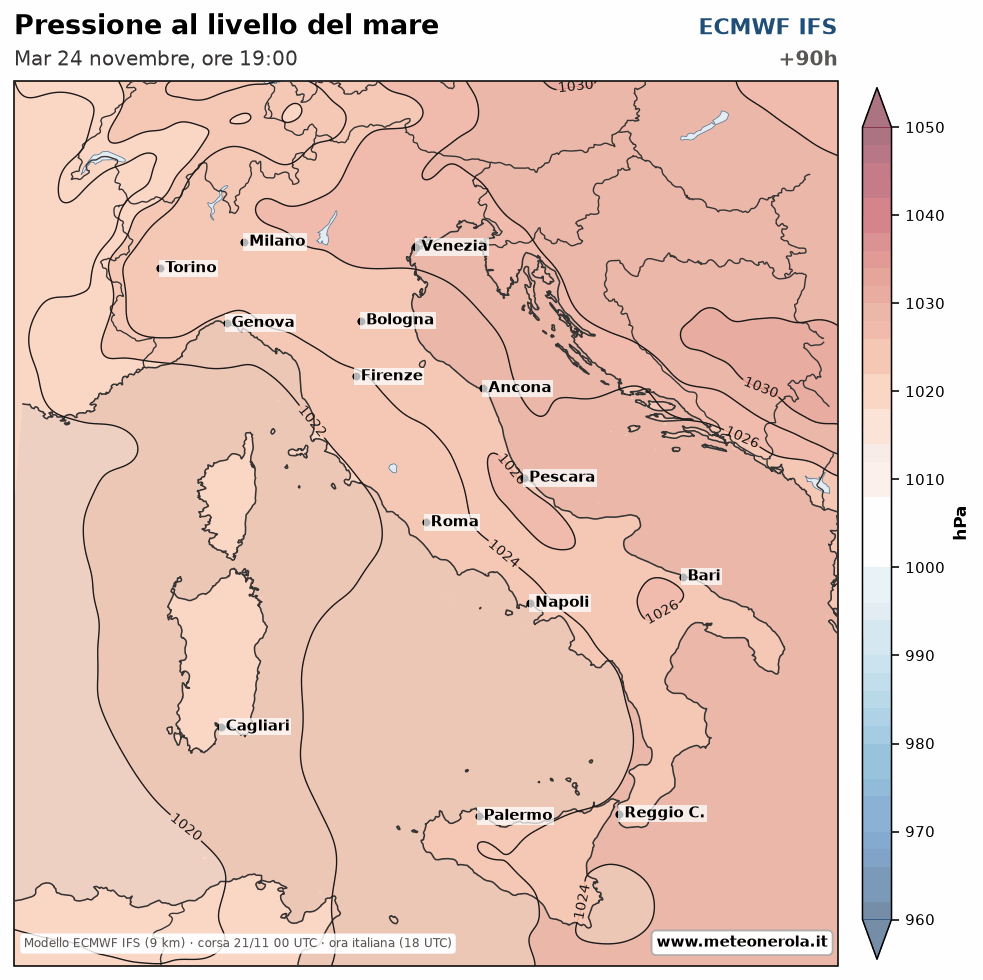 Pressione al livello del mare
ECMWF IFS
Mar 24 novembre, ore 19:00
+90h
1030
Milano
Venezia
Torino
Genova
Bologna
Firenze
Ancona
1030
1022
1026
1026
Pescara
Roma
1024
Bari
Napoli
1026
Cagliari
1020
Palermo
Reggio C.
1024
Modello ECMWF IFS (9 km) · corsa 21/11 00 UTC · ora italiana (18 UTC)
www.meteonerola.it
1050
1040
1030
1020
1010
1000
990
980
970
960
hPa